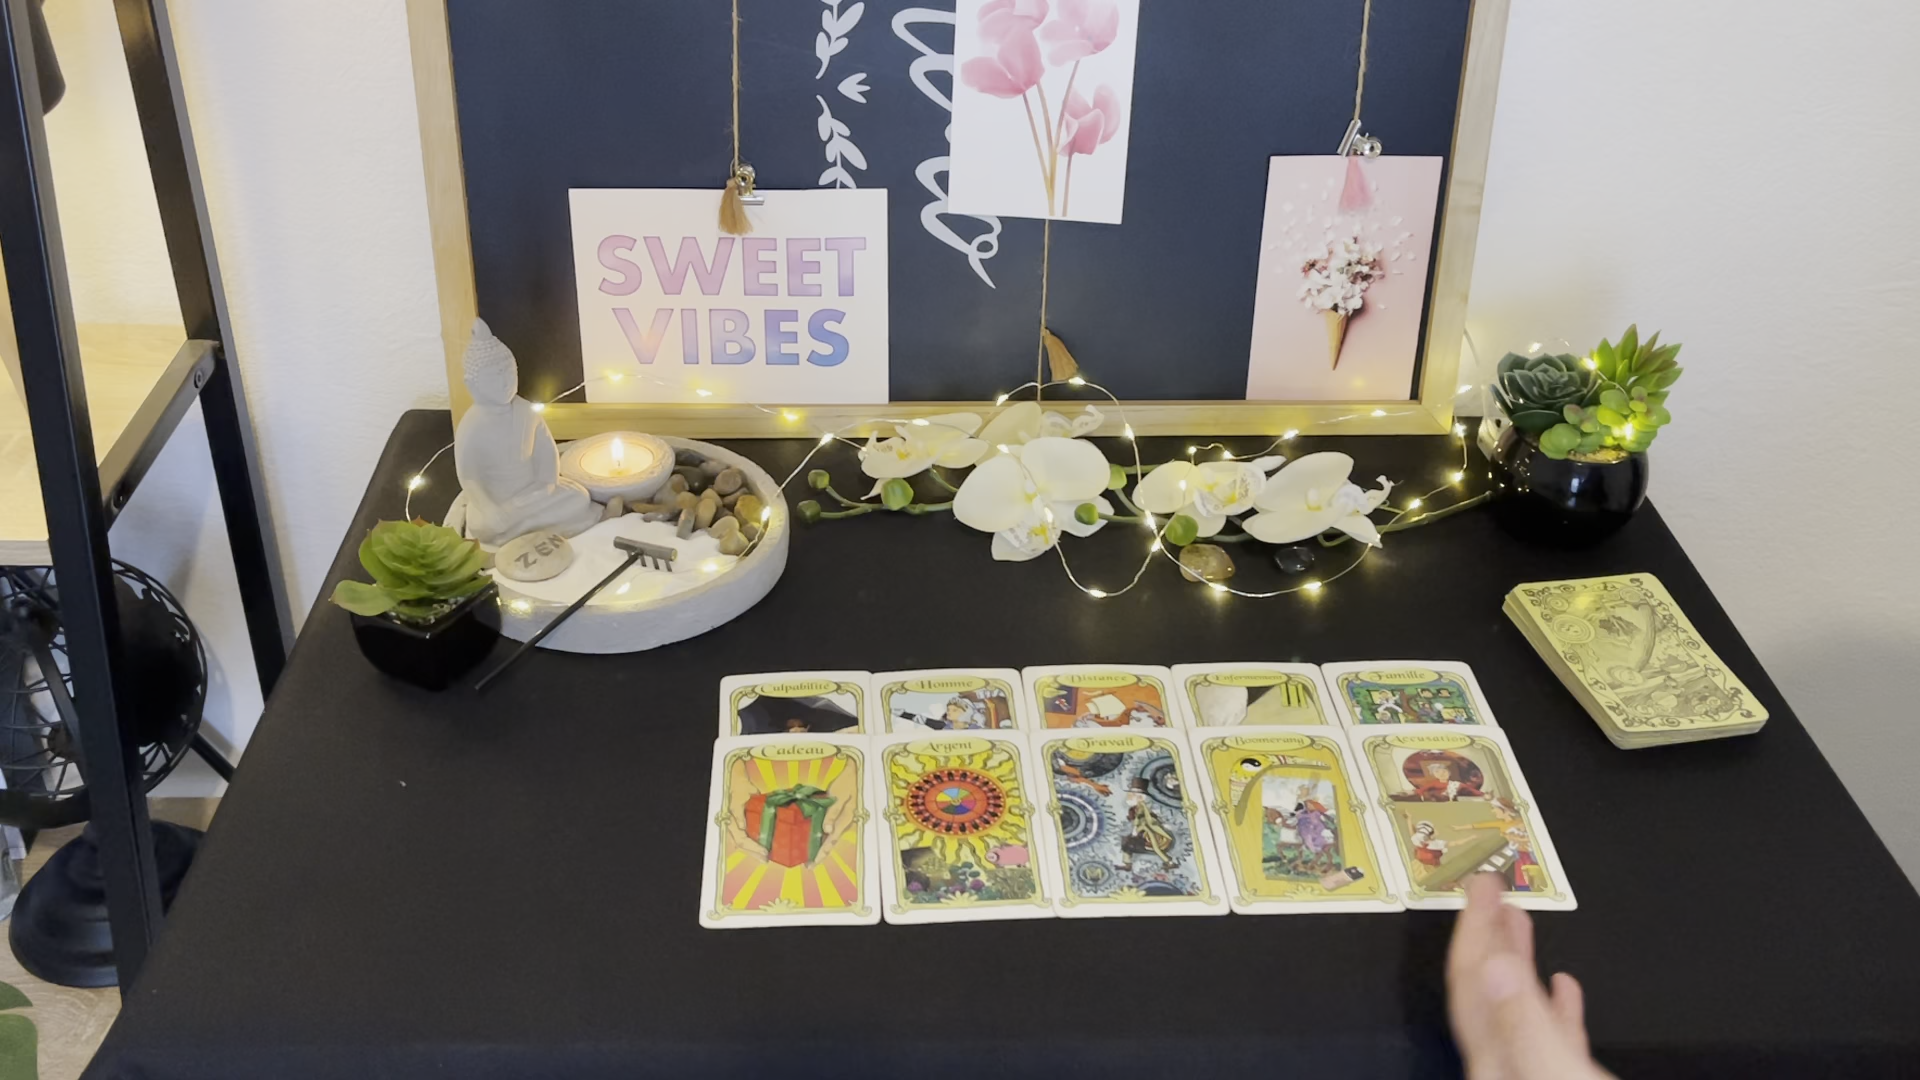 SWEET
VIBES
ZEN
Culpabilité
Homme
Distance
Enfermement
Famille
Cadeau
Argent
Travail
Boomerang
Accusation